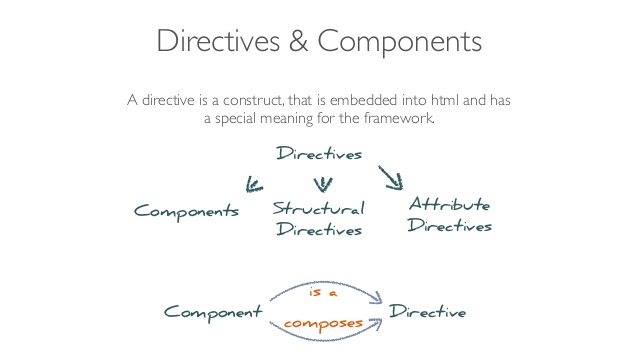 Directives & Components
A directive is a construct, that is embedded into html and has
a special meaning for the framework.
Directives
Components
Structural
Directives
Attribute
Directives
is a
Component
Directive
composes